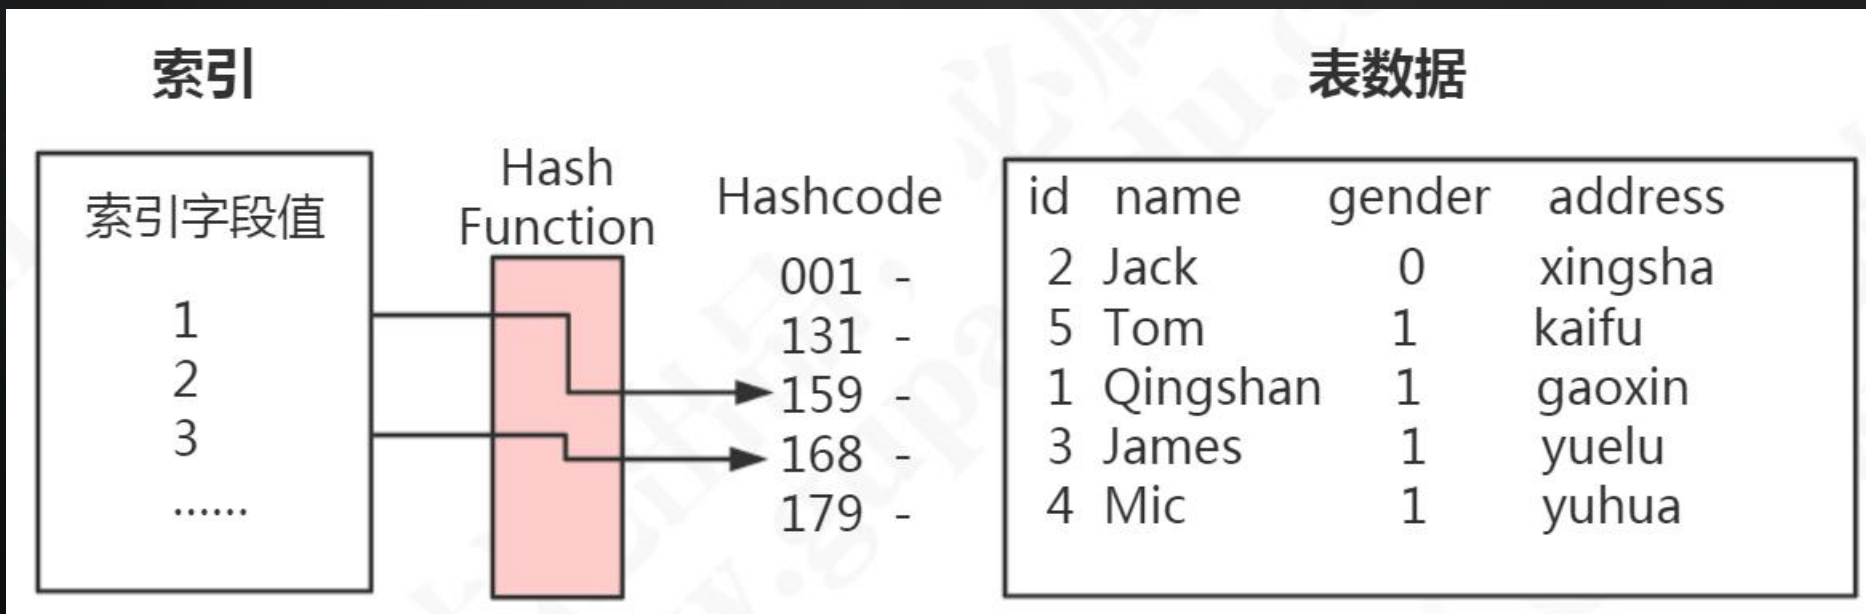 索引
表数据
索引字段值
1
2
3
......
Hash
Function
Hashcode
001 -
131 -
159 -
168 -
179 -
id name gender address
2 Jack 0 xingsha
5 Tom 1 kaifu
1 Qingshan 1 gaoxin
3 James 1 yuelu
4 Mic 1 yuhua